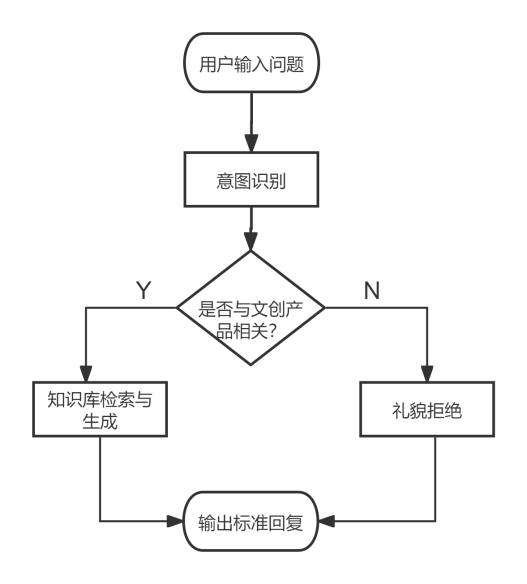 用户输入问题
意图识别
是否与文创产
品相关？
Y
N
知识库检索与
生成
礼貌拒绝
输出标准回复